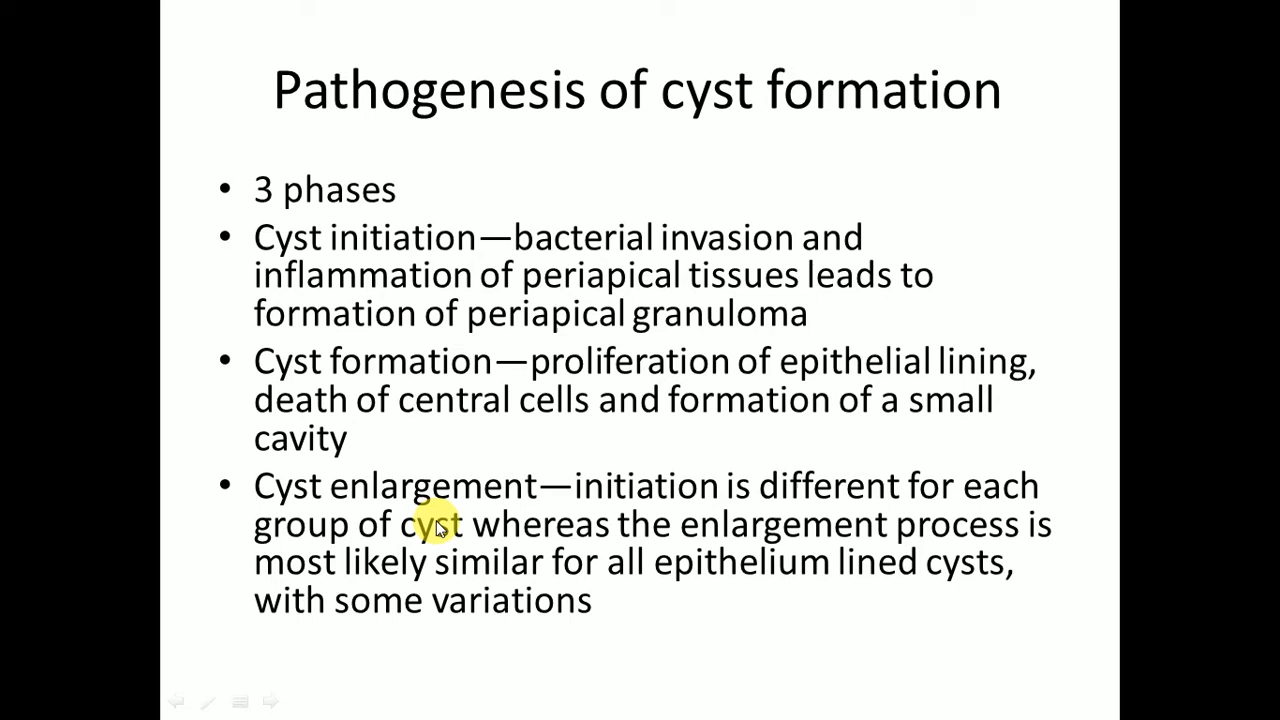 Pathogenesis of cyst formation
• 3 phases
• Cyst initiation—bacterial invasion and
inflammation of periapical tissues leads to
formation of periapical granuloma
• Cyst formation—proliferation of epithelial lining,
death of central cells and formation of a small
cavity
• Cyst enlargement—initiation is different for each
group of cyst whereas the enlargement process is
most likely similar for all epithelium lined cysts,
with some variations